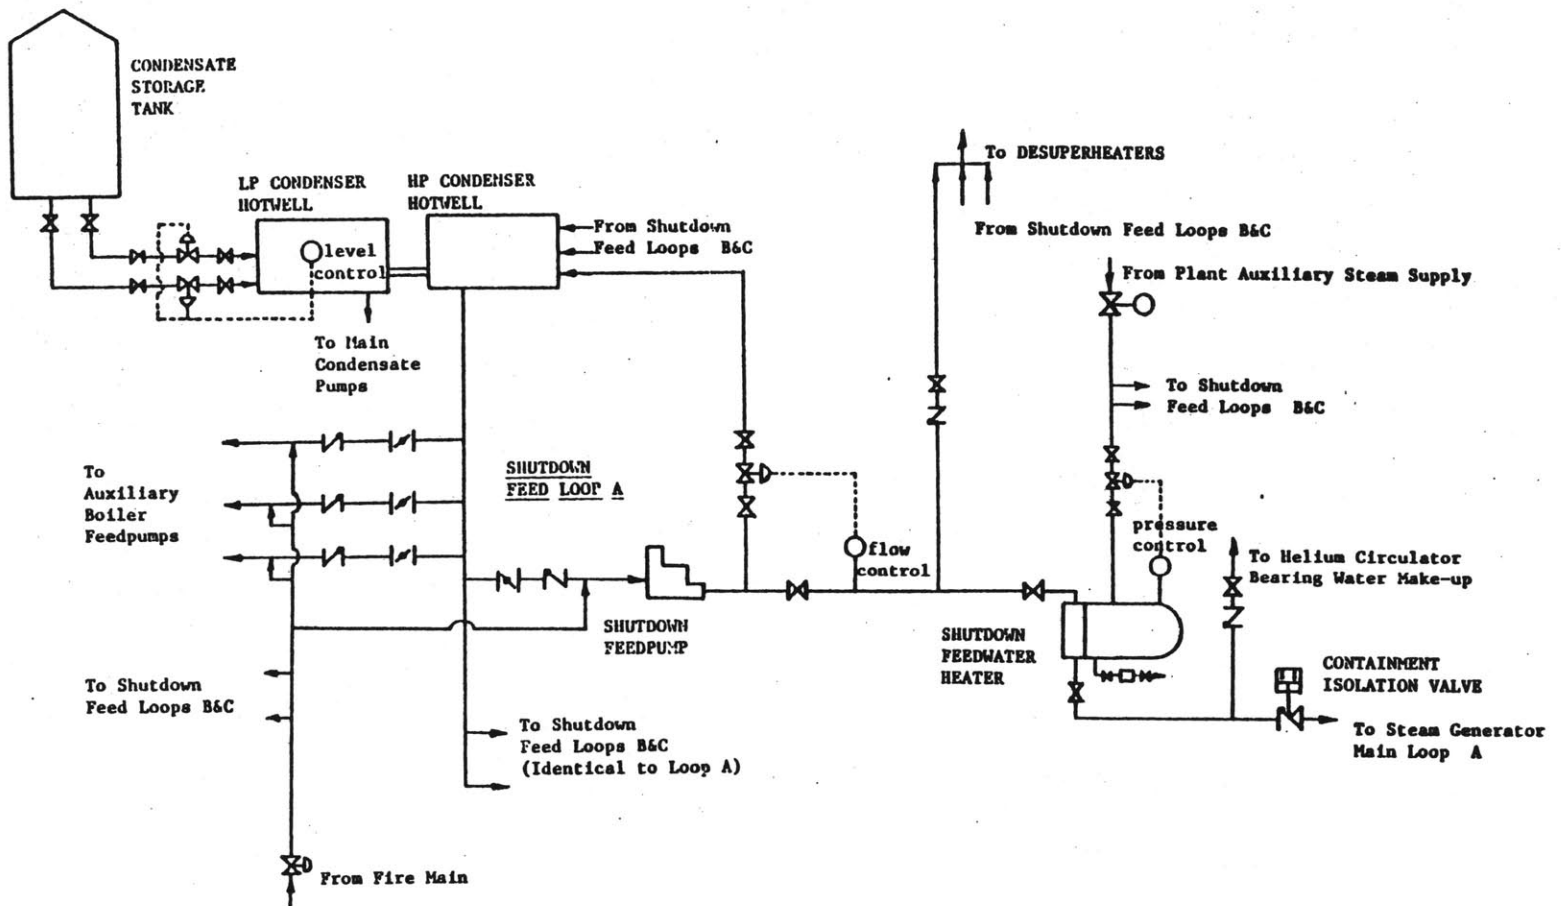 CONDENSATE
STORAGE
TANK
LP CONDENSER
HOTWELL
HP CONDENSER
HOTWELL
level
control
From Shutdown
Feed Loops B&C
To Main
Condensate
Pumps
To DESUPERHEATERS
From Shutdown Feed Loops B&C
From Plant Auxiliary Steam Supply
To Shutdown
Feed Loops B&C
To
Auxiliary
Boiler
Feedpumps
SHUTDOWN
FEED LOOP A
flow
control
pressure
control
To Helium Circulator
Bearing Water Make-up
SHUTDOWN
FEEDPUMP
SHUTDOWN
FEEDWATER
HEATER
CONTAINMENT
ISOLATION VALVE
To Steam Generator
Main Loop A
To Shutdown
Feed Loops B&C
To Shutdown
Feed Loops B&C
(Identical to Loop A)
From Fire Main